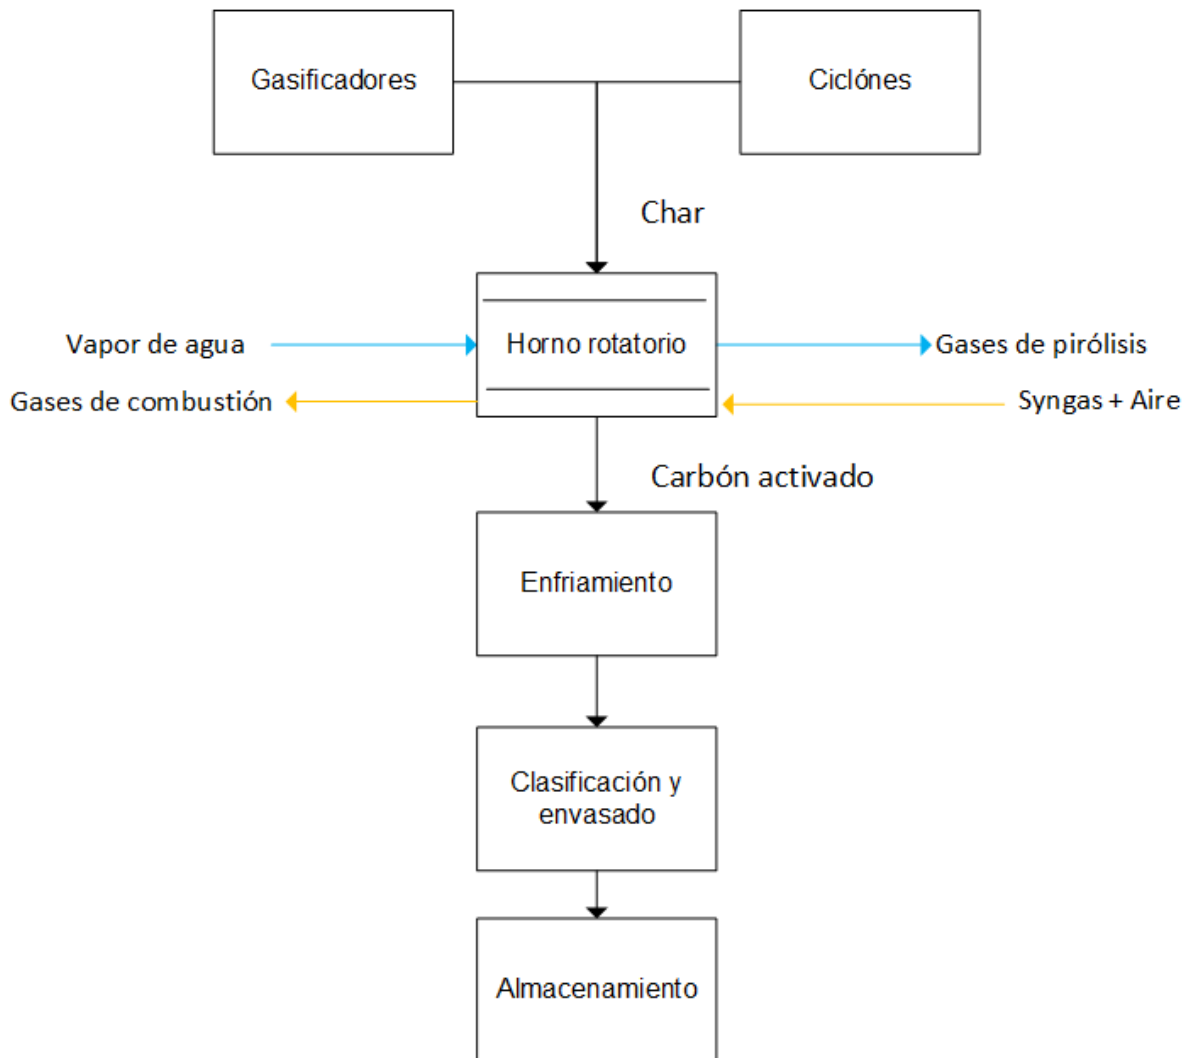 Gasificadores
Ciclónes
Char
Vapor de agua
Horno rotatorio
Gases de pirólisis
Gases de combustión
Syngas + Aire
Carbón activado
Enfriamiento
Clasificación y
envasado
Almacenamiento